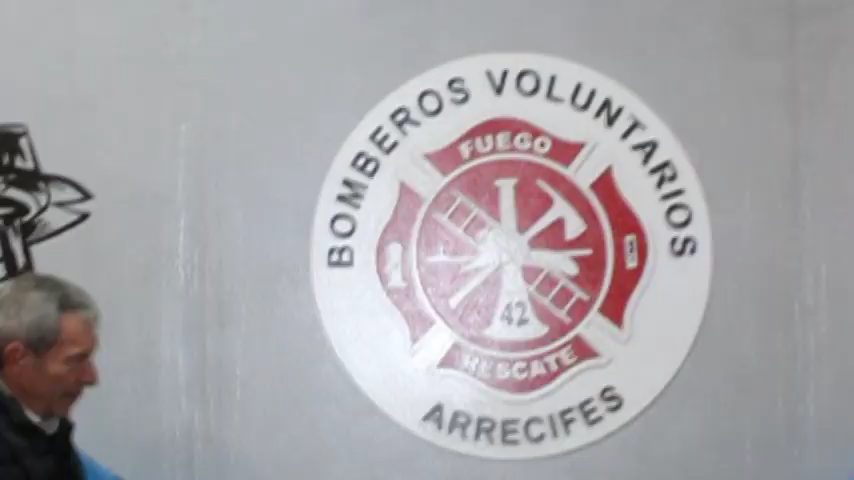 BOMBEROS VOLUNTARIOS
FUEGO
42
RESCATE
ARRECIFES